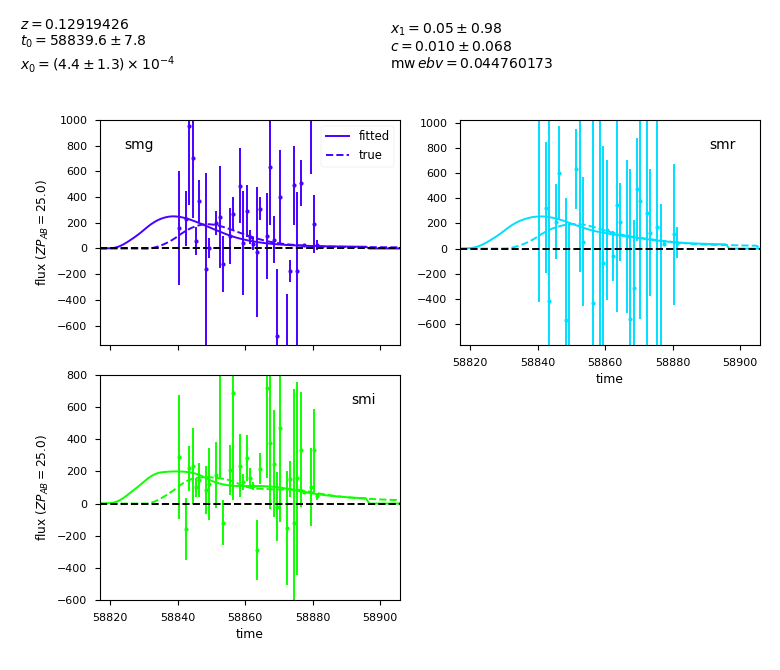 z = 0.12919426
t₀ = 58839.6 ± 7.8
x₀ = (4.4 ± 1.3) × 10⁻⁴
x₁ = 0.05 ± 0.98
c = 0.010 ± 0.068
mw ebv = 0.044760173
1000
800
600
400
200
0
−200
−400
−600
flux (ZP_AB = 25.0)
smg
fitted
true
1000
800
600
400
200
0
−200
−400
−600
smr
58820 58840 58860 58880 58900
time
800
600
400
200
0
−200
−400
−600
flux (ZP_AB = 25.0)
smi
58820 58840 58860 58880 58900
time